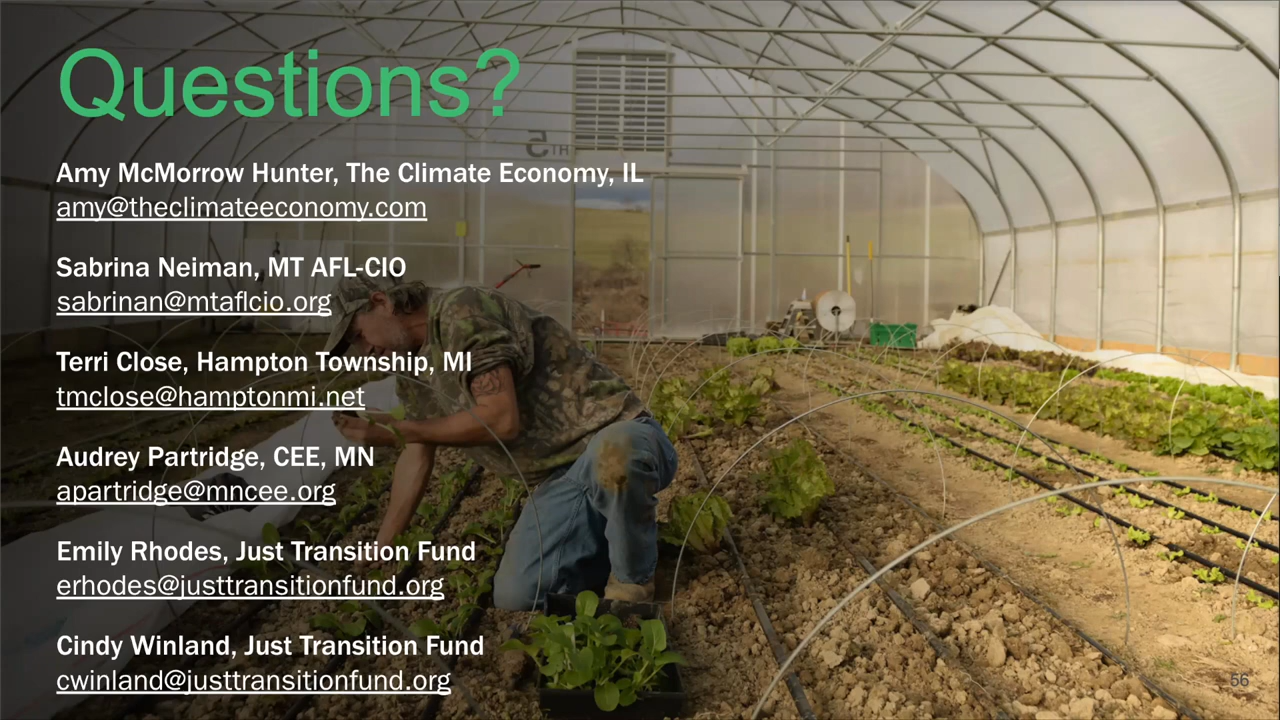 Questions?
Amy McMorrow Hunter, The Climate Economy, IL
amy@theclimateeconomy.com
Sabrina Neiman, MT AFL-CIO
sabrinan@mtaflcio.org
Terri Close, Hampton Township, MI
tmclose@hamptonmi.net
Audrey Partridge, CEE, MN
apartridge@mncee.org
Emily Rhodes, Just Transition Fund
erhodes@justtransitionfund.org
Cindy Winland, Just Transition Fund
cwinland@justtransitionfund.org
56